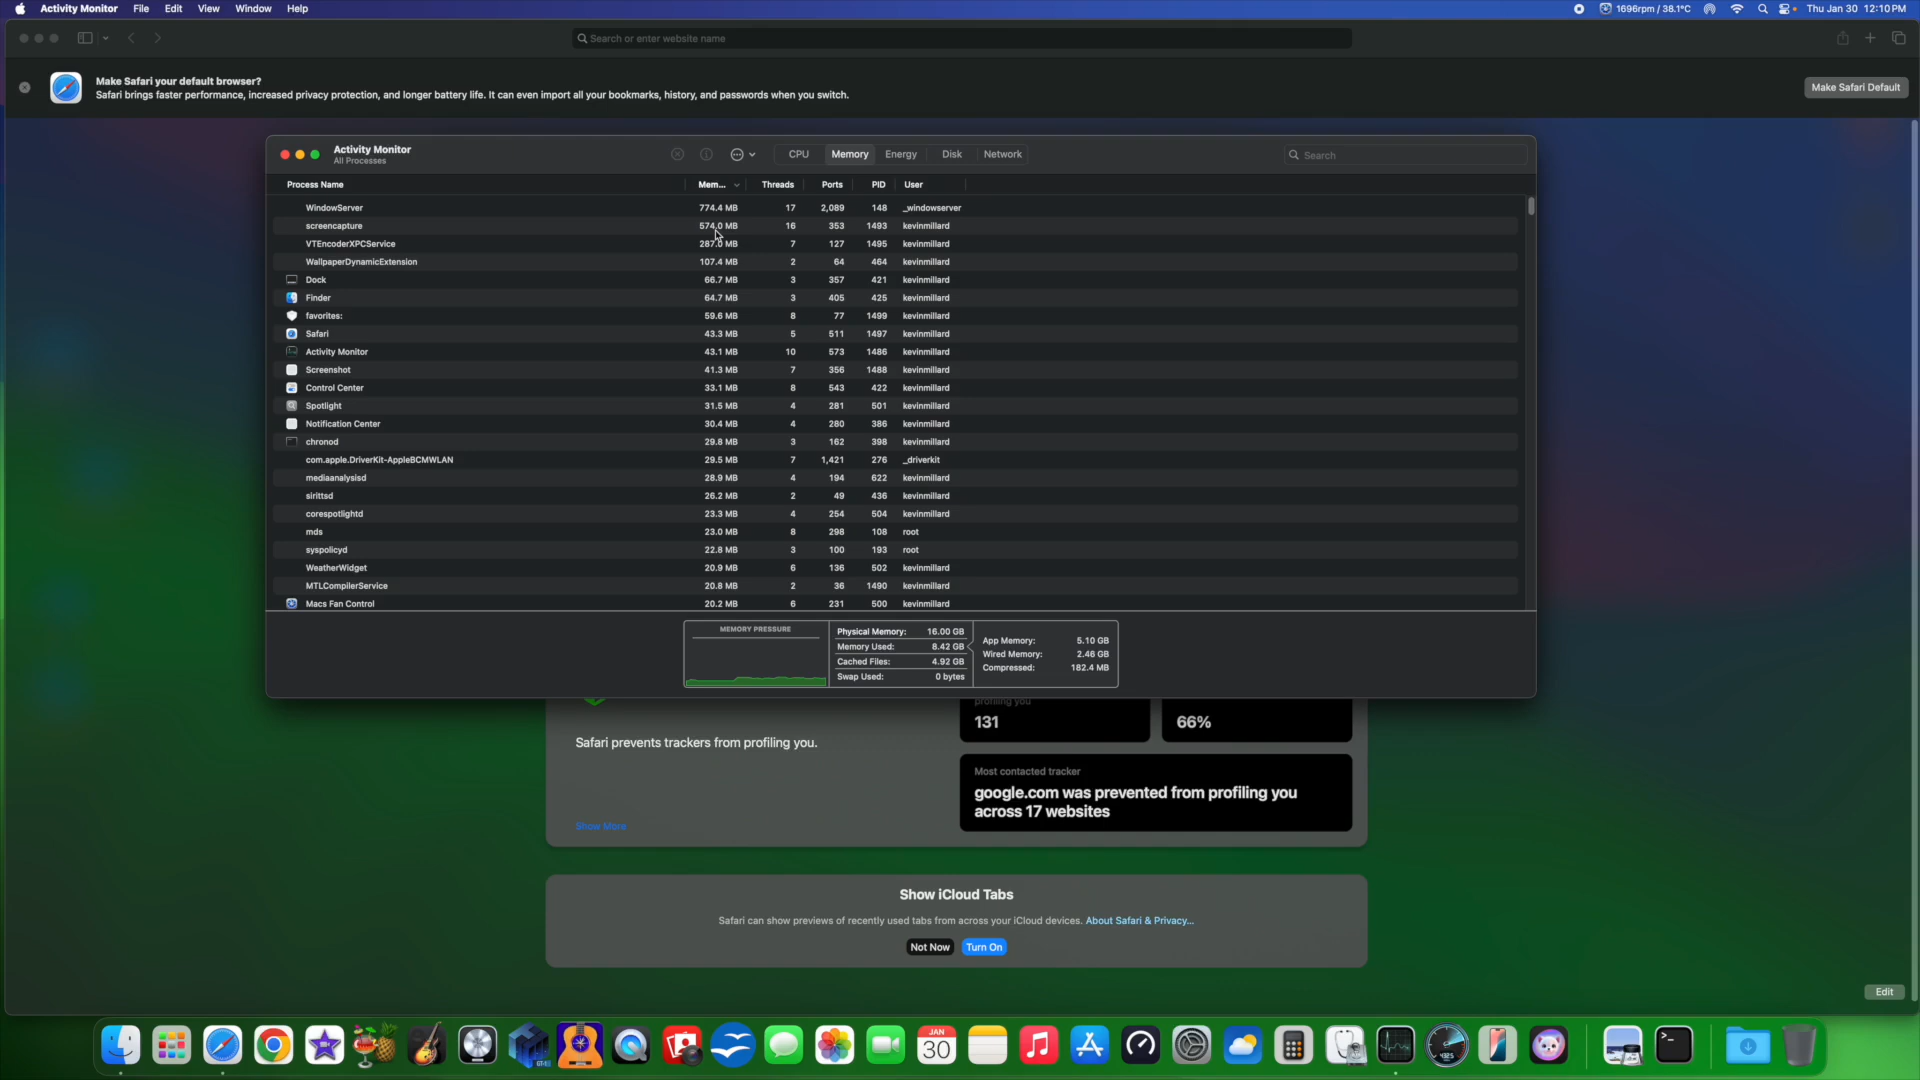 Activity Monitor File Edit View Window Help 1696rpm / 38.1°C Thu Jan 30 12:10 PM
Search or enter website name
Make Safari your default browser?
Safari brings faster performance, increased privacy protection, and longer battery life. It can even import all your bookmarks, history, and passwords when you switch.
Make Safari Default
Activity Monitor
All Processes
CPU Memory Energy Disk Network
Search
Process Name Mem... Threads Ports PID User
WindowServer 774.4 MB 17 2,089 148 _windowserver
screencapture 574.0 MB 16 353 1493 kevinmillard
VTEncoderXPCService 287.0 MB 7 127 1495 kevinmillard
WallpaperDynamicExtension 107.4 MB 2 64 464 kevinmillard
Dock 66.7 MB 3 357 421 kevinmillard
Finder 64.7 MB 3 405 425 kevinmillard
favorites: 59.6 MB 8 77 1499 kevinmillard
Safari 43.3 MB 5 511 1497 kevinmillard
Activity Monitor 43.1 MB 10 573 1486 kevinmillard
Screenshot 41.3 MB 7 356 1488 kevinmillard
Control Center 33.1 MB 8 543 422 kevinmillard
Spotlight 31.5 MB 4 281 501 kevinmillard
Notification Center 30.4 MB 4 280 386 kevinmillard
chronod 29.8 MB 3 162 398 kevinmillard
com.apple.DriverKit-AppleBCMWLAN 29.5 MB 7 1,421 276 _driverkit
mediaanalysisd 28.9 MB 4 194 622 kevinmillard
sirittsd 26.2 MB 2 49 436 kevinmillard
corespotlightd 23.3 MB 4 254 504 kevinmillard
mds 23.0 MB 8 298 108 root
syspolicyd 22.8 MB 3 100 193 root
WeatherWidget 20.9 MB 6 136 502 kevinmillard
MTLCompilerService 20.8 MB 2 36 1490 kevinmillard
Macs Fan Control 20.2 MB 6 231 500 kevinmillard
MEMORY PRESSURE
Physical Memory: 16.00 GB
Memory Used: 8.42 GB
Cached Files: 4.92 GB
Swap Used: 0 bytes
App Memory: 5.10 GB
Wired Memory: 2.46 GB
Compressed: 182.4 MB
profiling you
131
66%
Safari prevents trackers from profiling you.
Most contacted tracker
google.com was prevented from profiling you
across 17 websites
Show More
Show iCloud Tabs
Safari can show previews of recently used tabs from across your iCloud devices. About Safari & Privacy...
Not Now Turn On
Edit
JAN
30